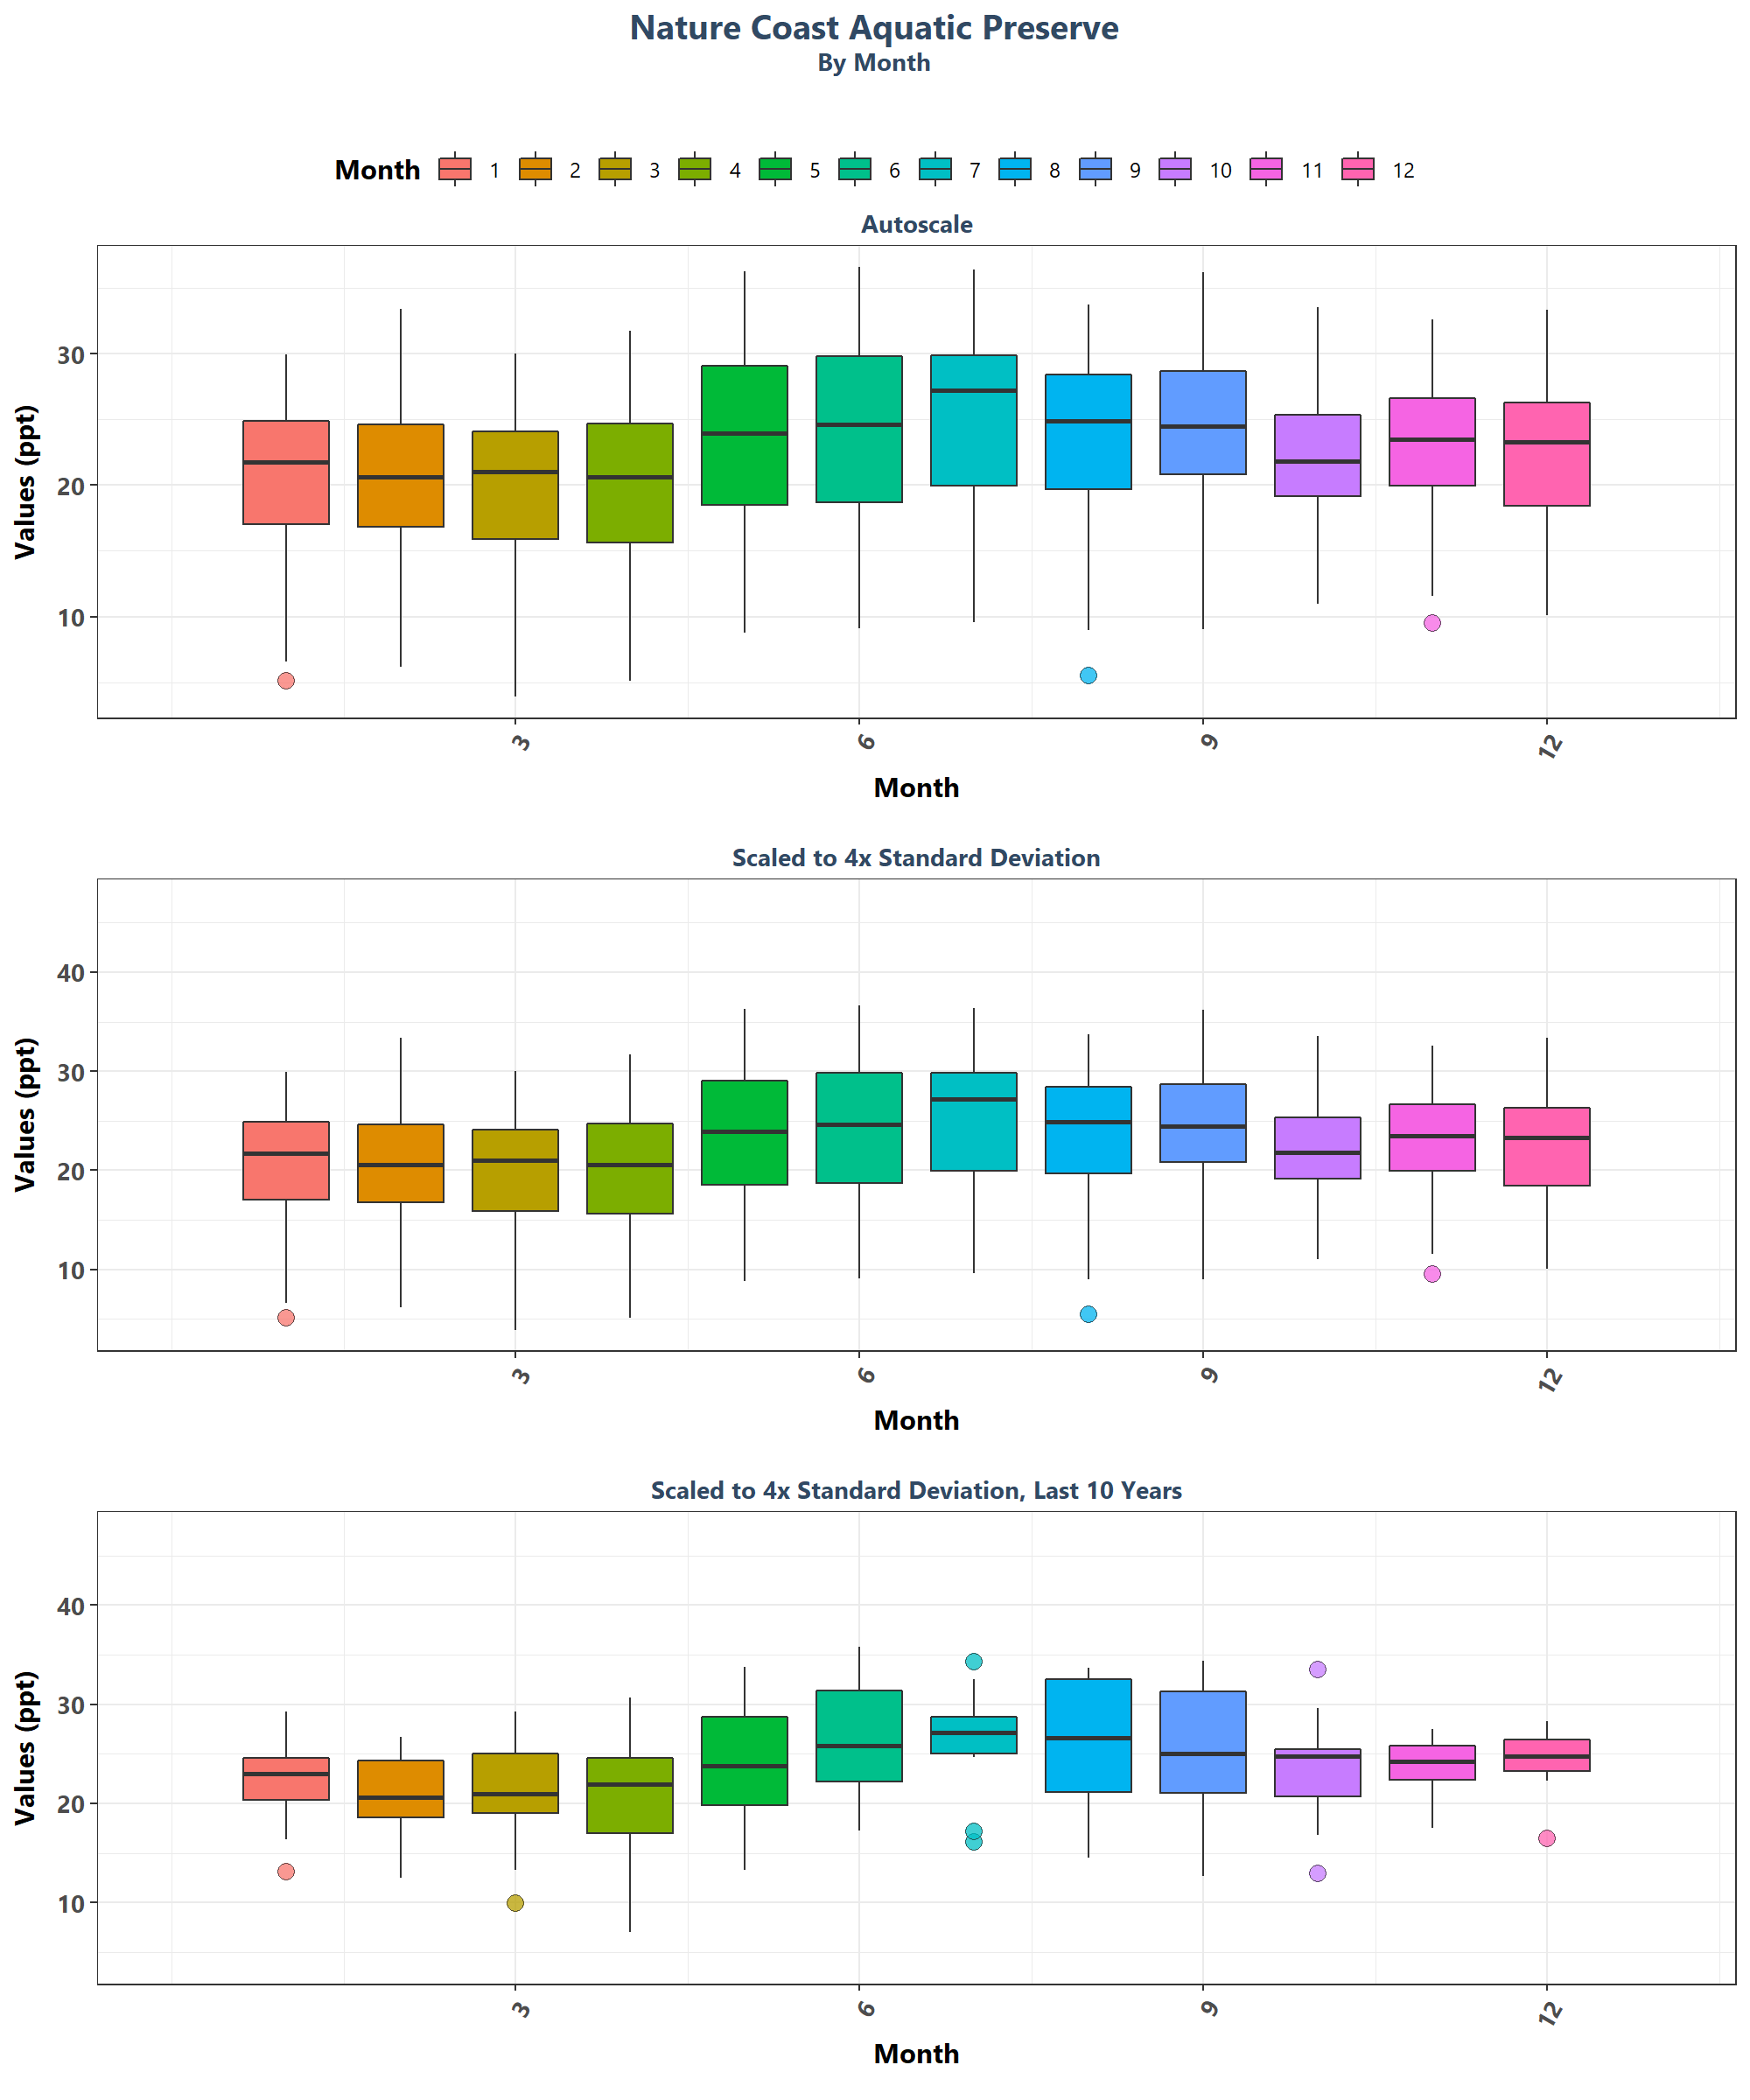 Nature Coast Aquatic Preserve
By Month
Month 1 2 3 4 5 6 7 8 9 10 11 12
Autoscale
Values (ppt)
30
20
10
3 6 9 12
Month
Scaled to 4x Standard Deviation
Values (ppt)
40
30
20
10
3 6 9 12
Month
Scaled to 4x Standard Deviation, Last 10 Years
Values (ppt)
40
30
20
10
3 6 9 12
Month